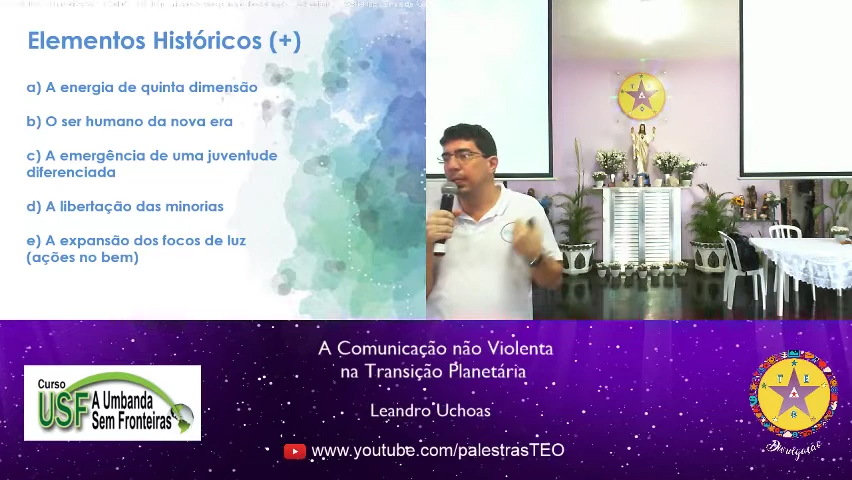 Elementos Históricos (+)
a) A energia de quinta dimensão
b) O ser humano da nova era
c) A emergência de uma juventude
diferenciada
d) A libertação das minorias
e) A expansão dos focos de luz
(ações no bem)
A Comunicação não Violenta
na Transição Planetária
Leandro Uchoas
www.youtube.com/palestrasTEO
Curso
USF
A Umbanda
Sem Fronteiras
Divulgação